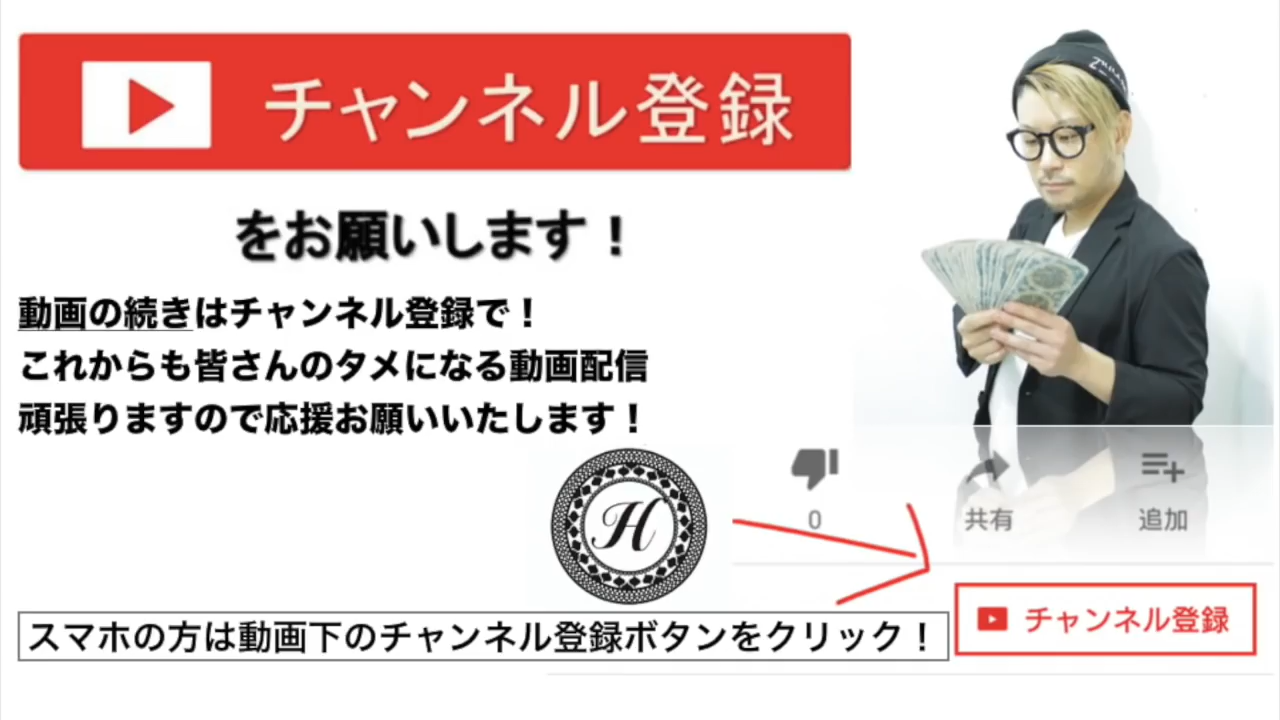 チャンネル登録
をお願いします！
動画の続きはチャンネル登録で！
これからも皆さんのタメになる動画配信
頑張りますので応援お願いいたします！
H
0
共有
追加
チャンネル登録
スマホの方は動画下のチャンネル登録ボタンをクリック！